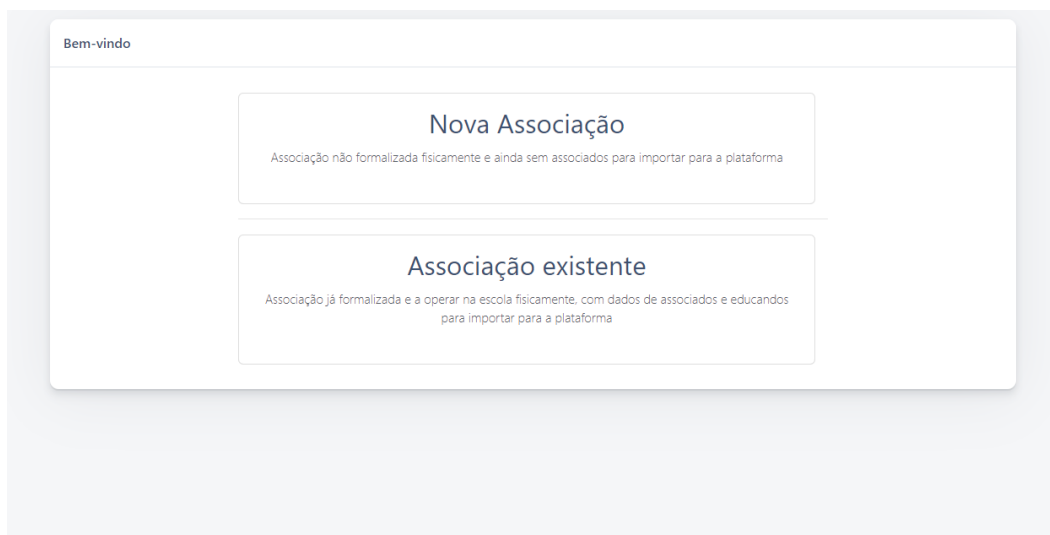 Bem-vindo
Nova Associação
Associação não formalizada fisicamente e ainda sem associados para importar para a plataforma
Associação existente
Associação já formalizada e a operar na escola fisicamente, com dados de associados e educandos
para importar para a plataforma